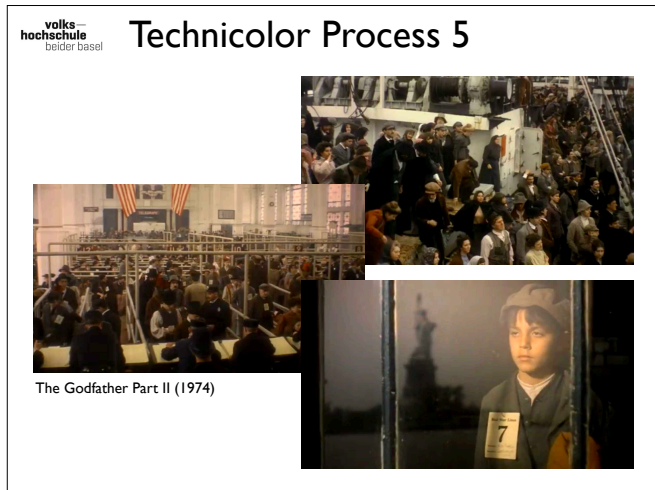 volks—
hochschule
beider basel
Technicolor Process 5
The Godfather Part II (1974)
7